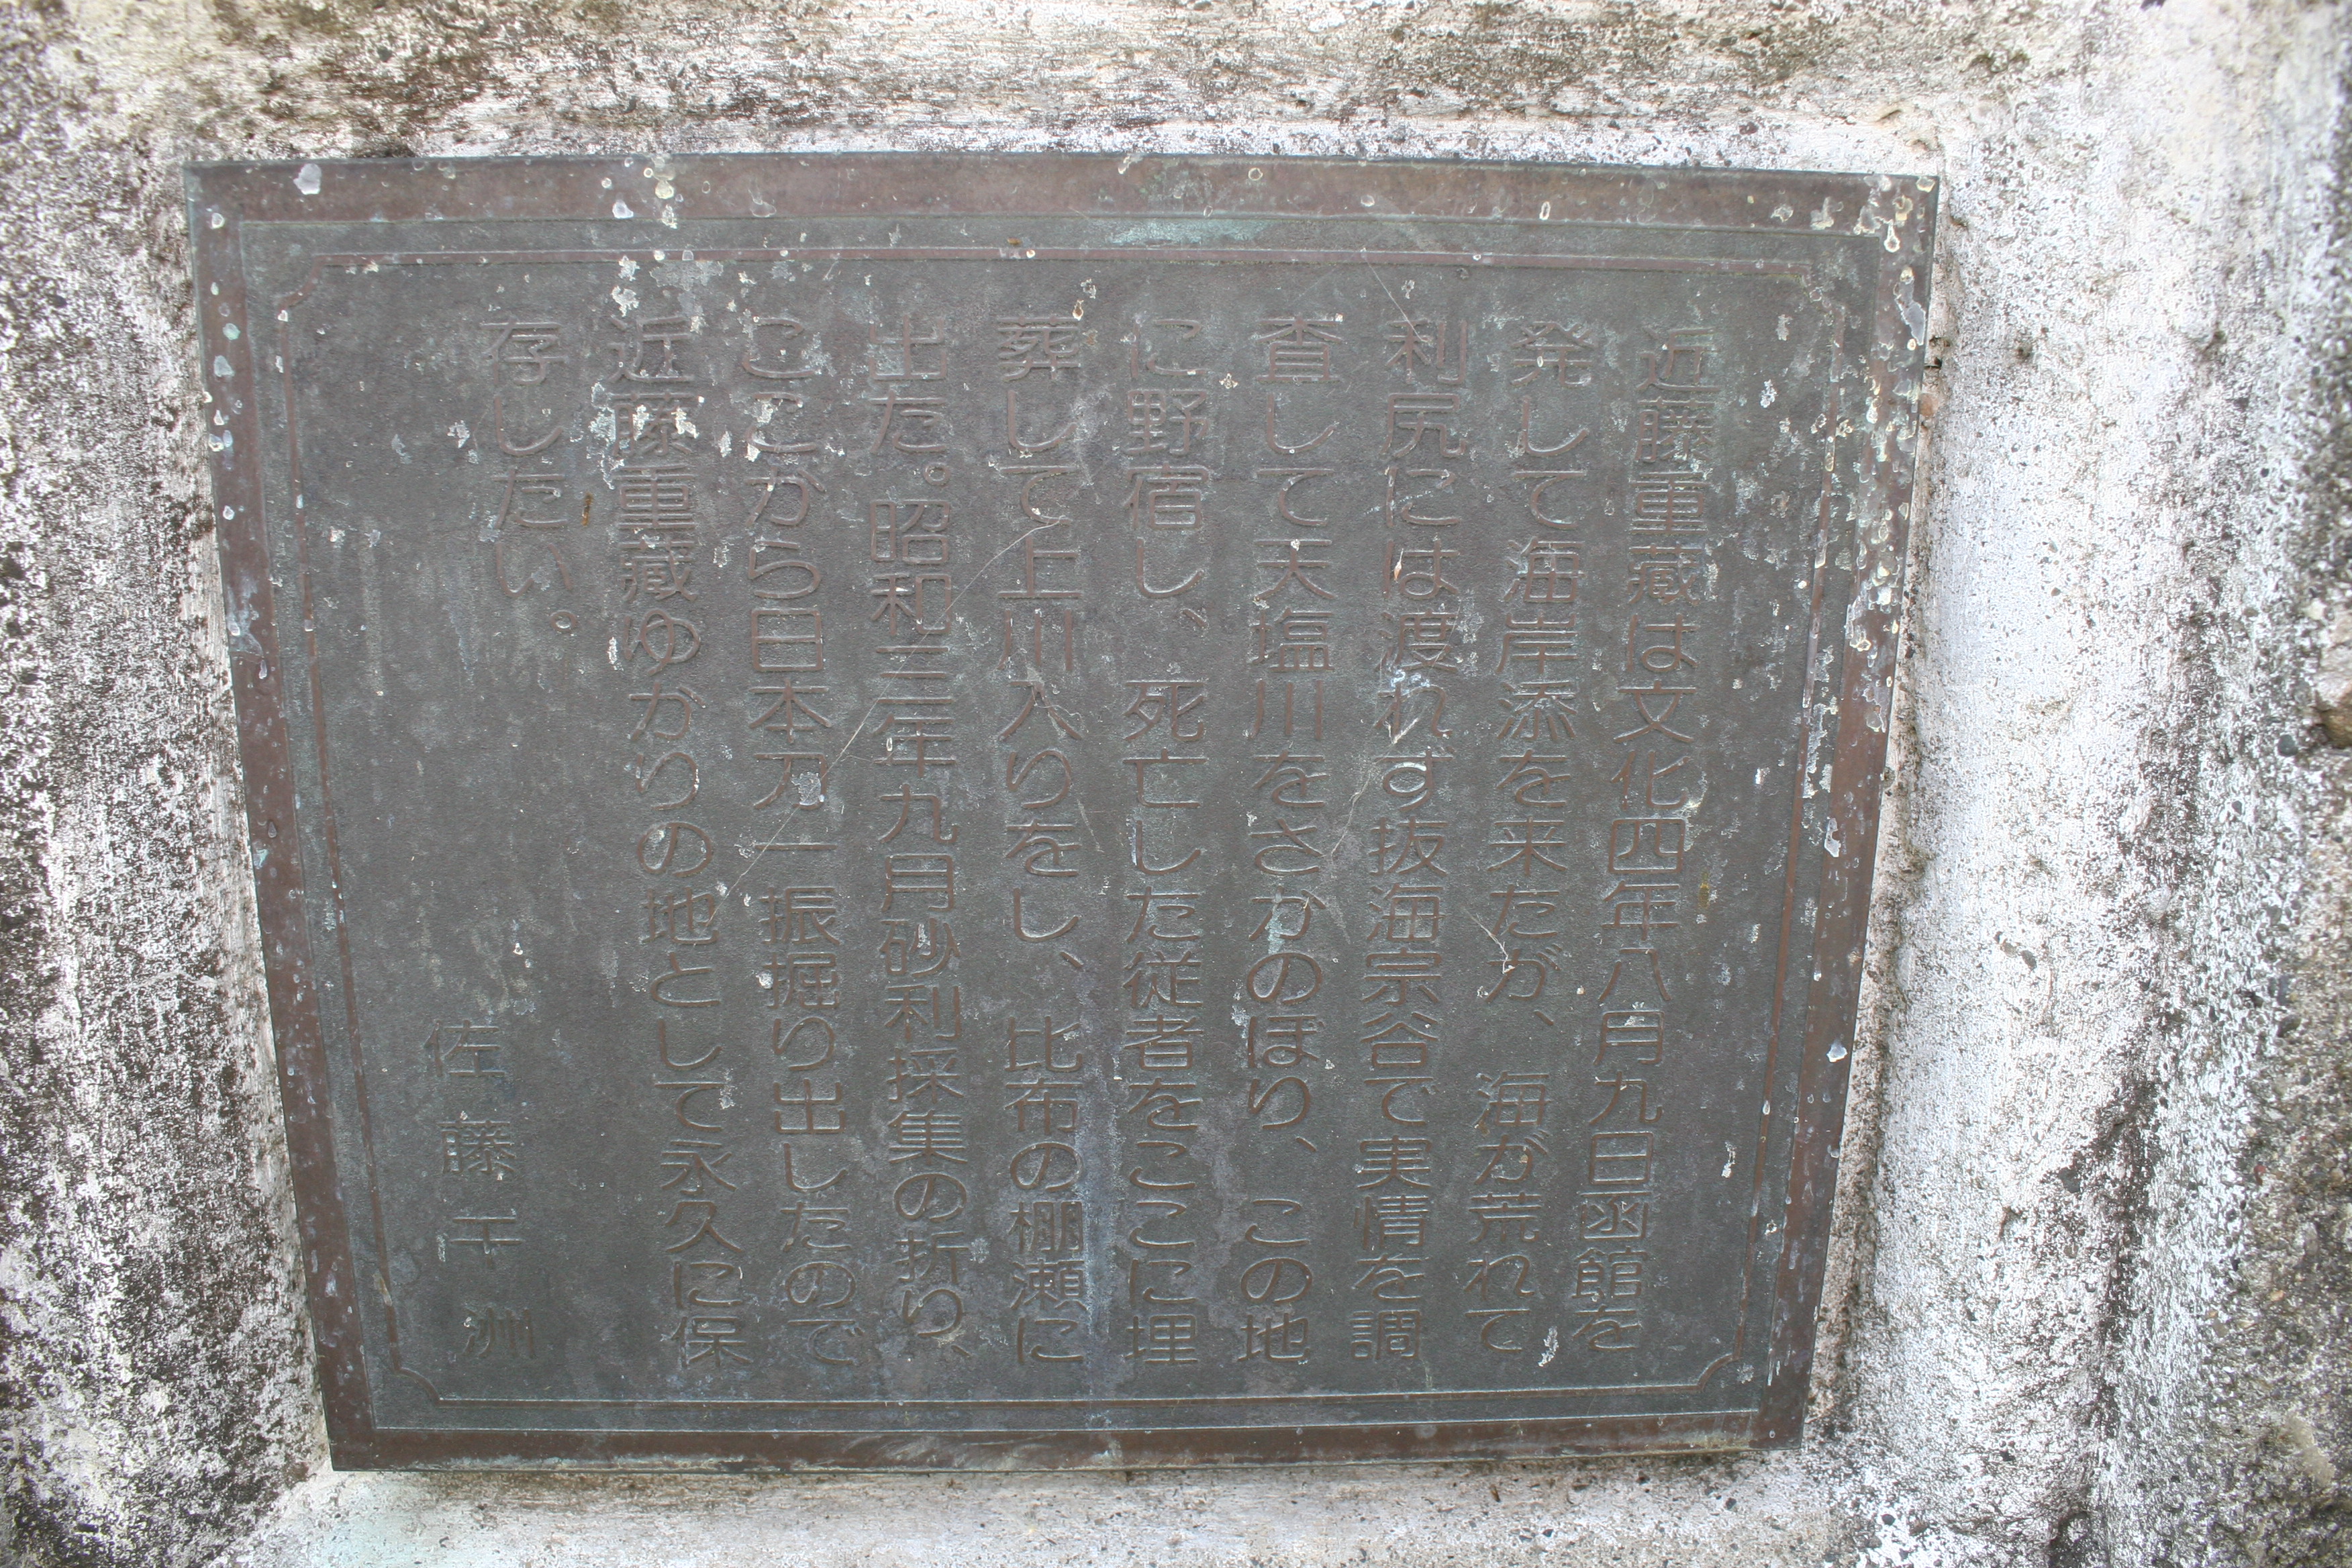 近藤重蔵は文化四年八月九日函館を
発して海岸添を来たが、海が荒れて
利尻には渡れず抜海宗谷で実情を調
査して天塩川をさかのぼり、この地
に野宿し、死亡した従者をここに埋
葬して上川入りをし、比布の棚瀬に
出た。昭和三年九月砂利採集の折り、
ここから日本刀一振掘り出したので
近藤重蔵ゆかりの地として永久に保
存したい。
佐藤干洲